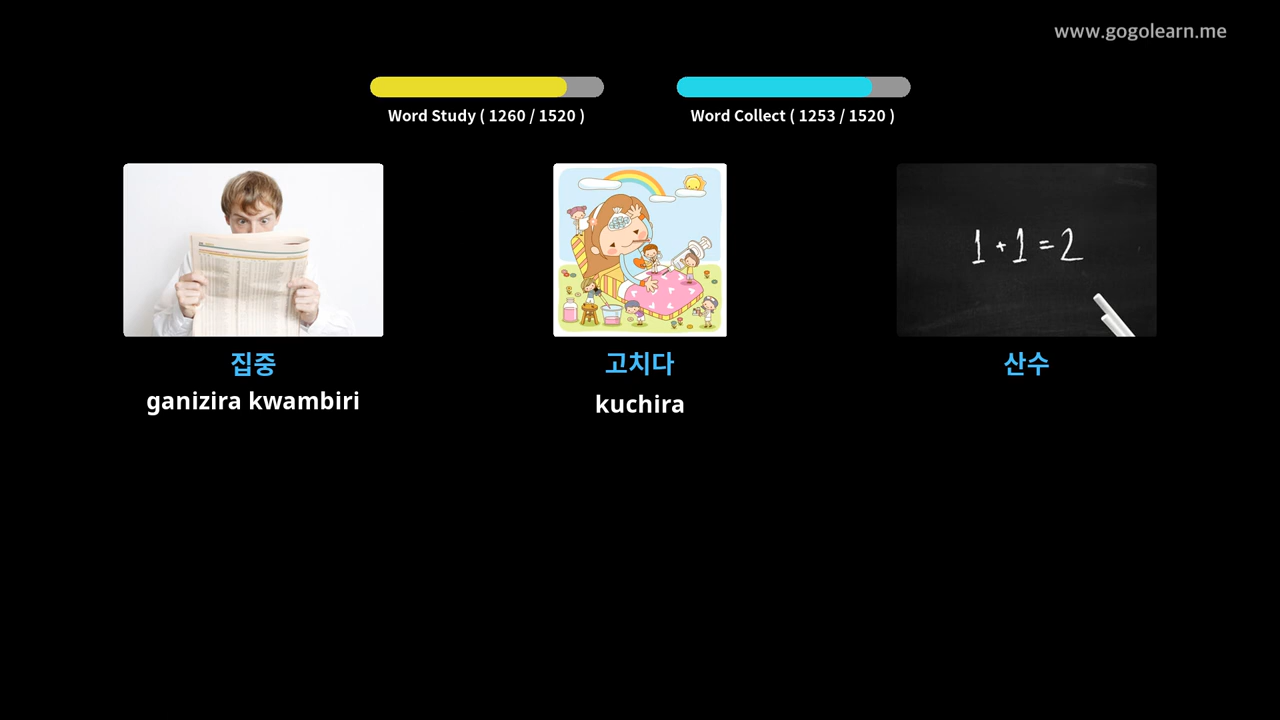 www.gogolearn.me
Word Study ( 1260 / 1520 )
Word Collect ( 1253 / 1520 )
1 + 1 = 2
집중
고치다
산수
ganizira kwambiri
kuchira